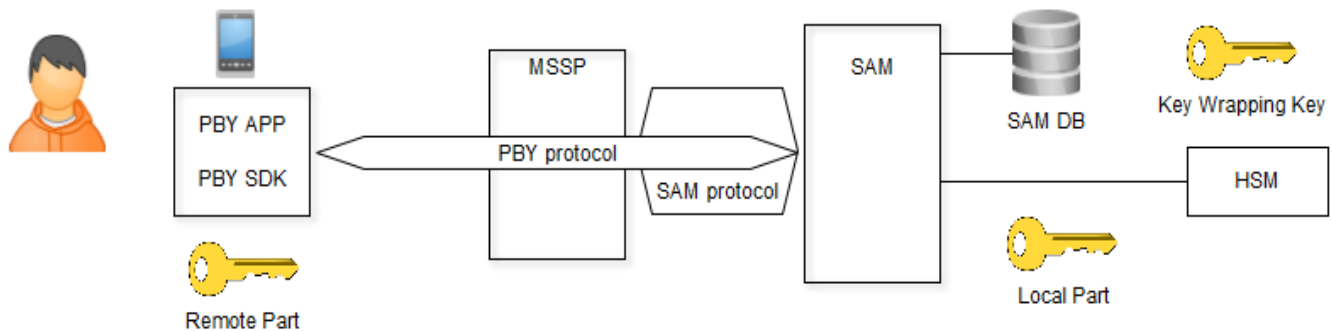 PBY APP
PBY SDK
Remote Part
MSSP
PBY protocol
SAM protocol
SAM
SAM DB
Key Wrapping Key
HSM
Local Part